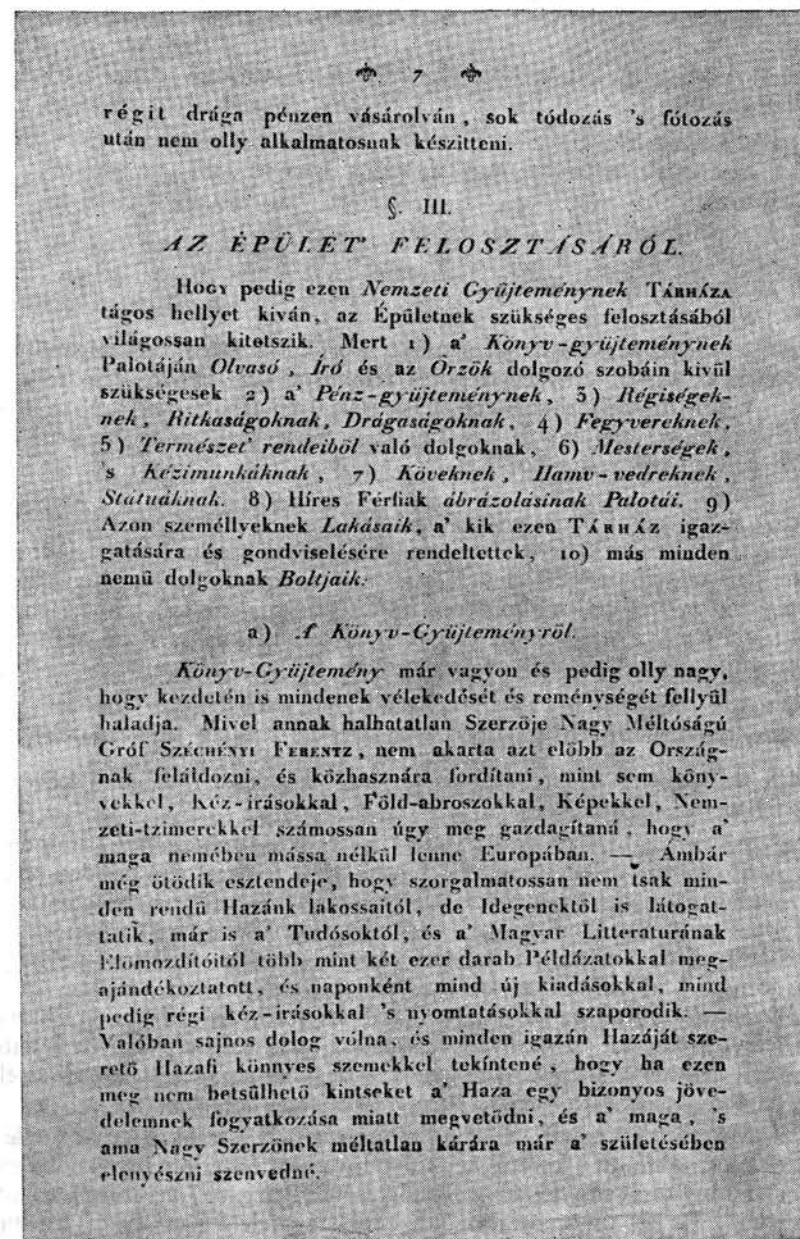 7
régit drága pénzen vásárolván, sok tódozás 's fótozás
után nem olly alkalmatosnak készitteni.
§. III.
AZ ÉPÜLET' FELOSZTÁSÁRÓL.
Hogy pedig ezen Nemzeti Gyűjteménynek TÁRHÁZA
tágos hellyet kiván, az Épűletnek szükséges felosztásából
világossan kitetszik. Mert 1) a' Könyv-gyüjteménynek
Palotáján Olvasó, Író és az Őrzők dolgozó szobáin kivűl
szükségesek 2) a' Pénz-gyüjteménynek, 3) Régiségek-
nek, Ritkaságoknak, Drágaságoknak, 4) Fegyvereknek,
5) Természet' rendeiből való dolgoknak, 6) Mesterségek,
's Kézimunkáknak, 7) Köveknek, Hamv-vedreknek,
Státuáknak. 8) Híres Férfiak ábrázolásinak Palotái. 9)
Azon személlyeknek Lakásaik, a' kik ezen TÁRHÁZ igaz-
gatására és gondviselésére rendeltettek, 10) más minden
nemű dolgoknak Boltjaik.
a) A' Könyv-Gyüjteményről.
Könyv-Gyüjtemény már vagyon és pedig olly nagy,
hogy kezdetén is mindenek vélekedését és reménységét fellyűl
haladja. Mivel annak halhatatlan Szerzője Nagy Méltóságú
Gróf SZÉCHÉNYI FERENTZ, nem akarta azt előbb az Ország-
nak feláldozni, és közhasznára fordítani, mint sem köny-
vekkel, Kéz-irásokkal, Főld-abroszokkal, Képekkel, Nem-
zeti-tzimerekkel számossan úgy meg gazdagítaná, hogy a'
maga nemében mássa nélkül lenne Europában. — Ámbár
még ötödik esztendeje, hogy szorgalmatossan nem tsak min-
den rendű Hazánk lakossaitól, de Idegenektől is látogat-
tatik, már is a' Tudósoktól, és a' Magyar Litteraturának
Előmozdítóitól több mint két ezer darab Példázatokkal meg-
ajándékoztatott, és naponként mind új kiadásokkal, mind
pedig régi kéz-irásokkal 's nyomtatásokkal szaporodik. —
Valóban sajnos dolog vólna, és minden igazán Hazáját sze-
rető Hazafi könnyes szemekkel tekíntené, hogy ha ezen
meg nem betsűlhető kintseket a' Haza egy bizonyos jöve-
delemnek fogyatkozása miatt megvetődni, és a' maga, 's
ama Nagy Szerzőnek méltatlan kárára már a' születésében
elenyészni szenvedné.